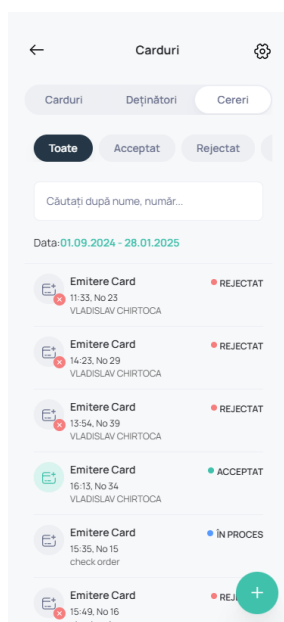 Carduri
Carduri Deținători Cereri
Toate Acceptat Rejectat
Căutați după nume, număr...
Data:01.09.2024 - 28.01.2025
Emitere Card REJECTAT
11:33, No 23
VLADISLAV CHIRTOCA
Emitere Card REJECTAT
14:23, No 29
VLADISLAV CHIRTOCA
Emitere Card REJECTAT
13:54, No 39
VLADISLAV CHIRTOCA
Emitere Card ACCEPTAT
16:13, No 34
VLADISLAV CHIRTOCA
Emitere Card ÎN PROCES
15:35, No 15
check order
Emitere Card
15:49, No 16